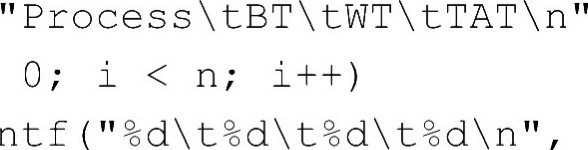 "Process\tBT\tWT\tTAT\n"
0; i < n; i++)
ntf("%d\t%d\t%d\t%d\n",